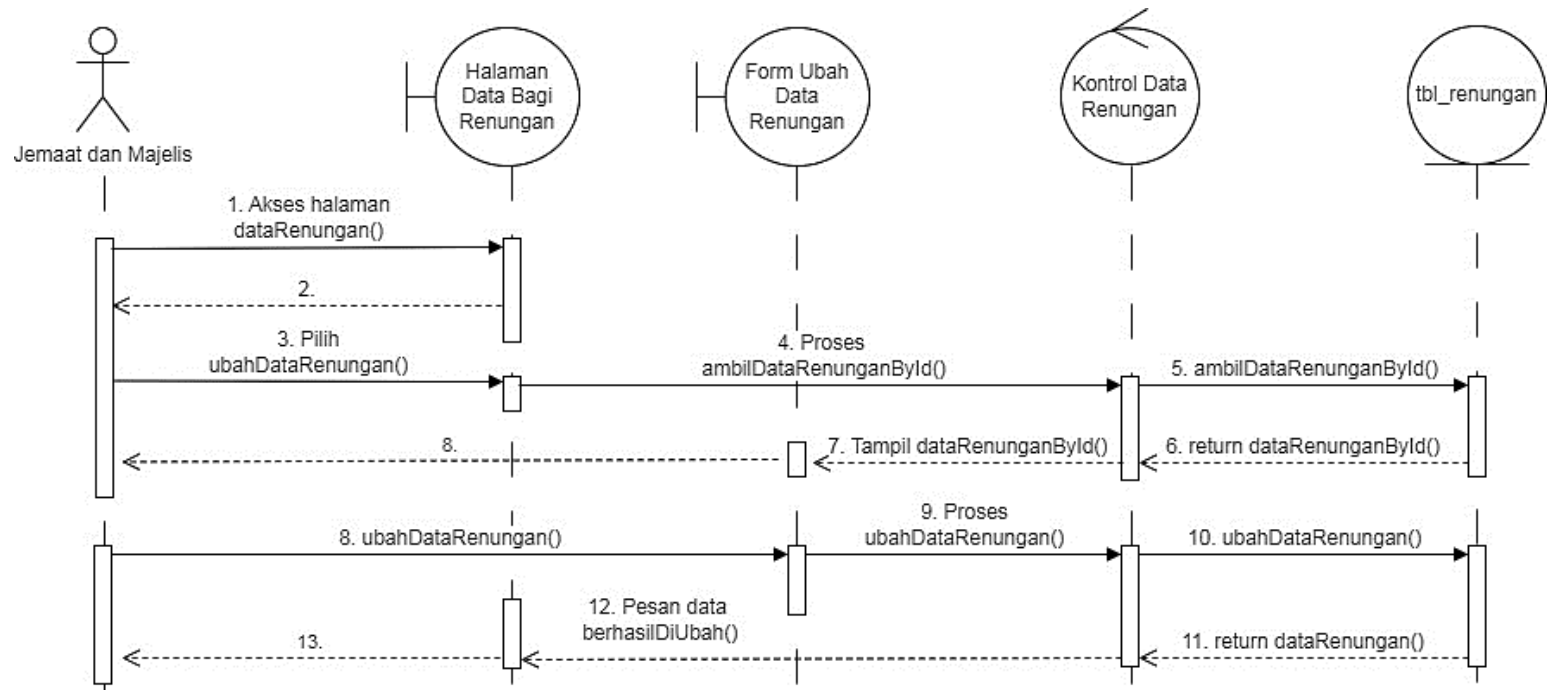 Halaman
Data Bagi
Renungan
Form Ubah
Data
Renungan
Kontrol Data
Renungan
tbl_renungan
Jemaat dan Majelis
1. Akses halaman
dataRenungan()
2.
3. Pilih
ubahDataRenungan()
4. Proses
ambilDataRenunganById()
5. ambilDataRenunganById()
8.
7. Tampil dataRenunganById()
6. return dataRenunganById()
8. ubahDataRenungan()
9. Proses
ubahDataRenungan()
10. ubahDataRenungan()
12. Pesan data
berhasilDiUbah()
13.
11. return dataRenungan()